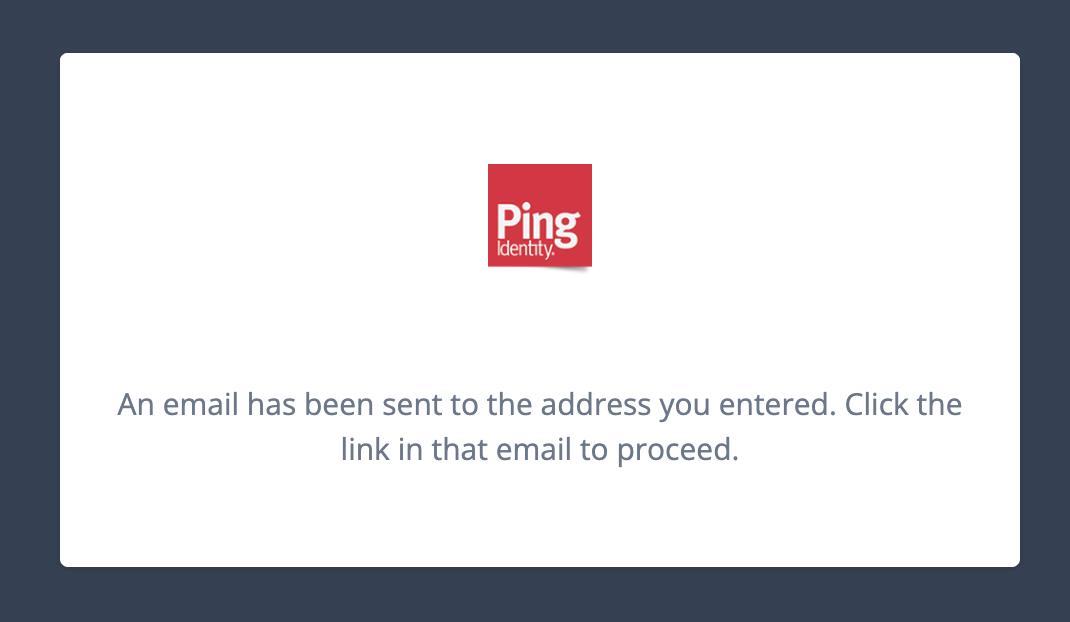 Ping
Identity.
An email has been sent to the address you entered. Click the
link in that email to proceed.